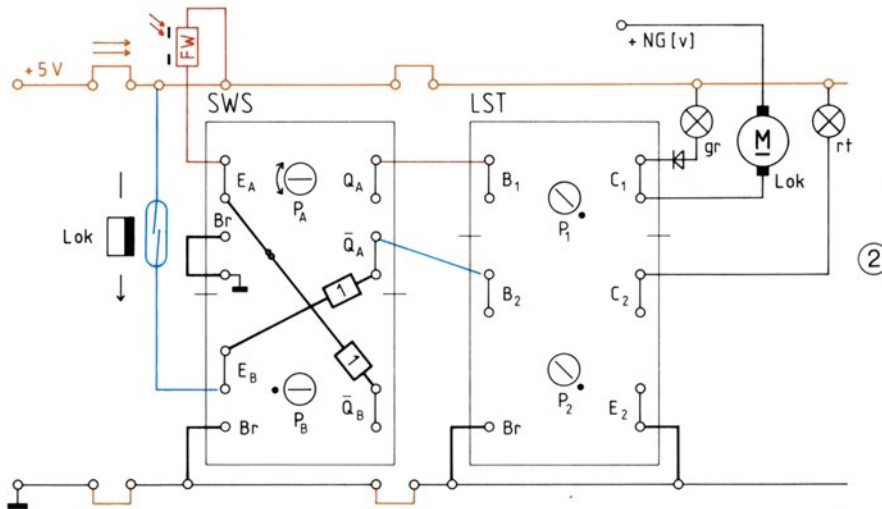 +5V
FW
+ NG [v]
SWS
LST
gr
M
rt
Lok
E_A
P_A
Q_A
B_1
P_1
C_1
Br
Q̅_A
Lok
1
B_2
C_2
2
E_B
1
P_B
Q̅_B
P_2
E_2
Br
Br